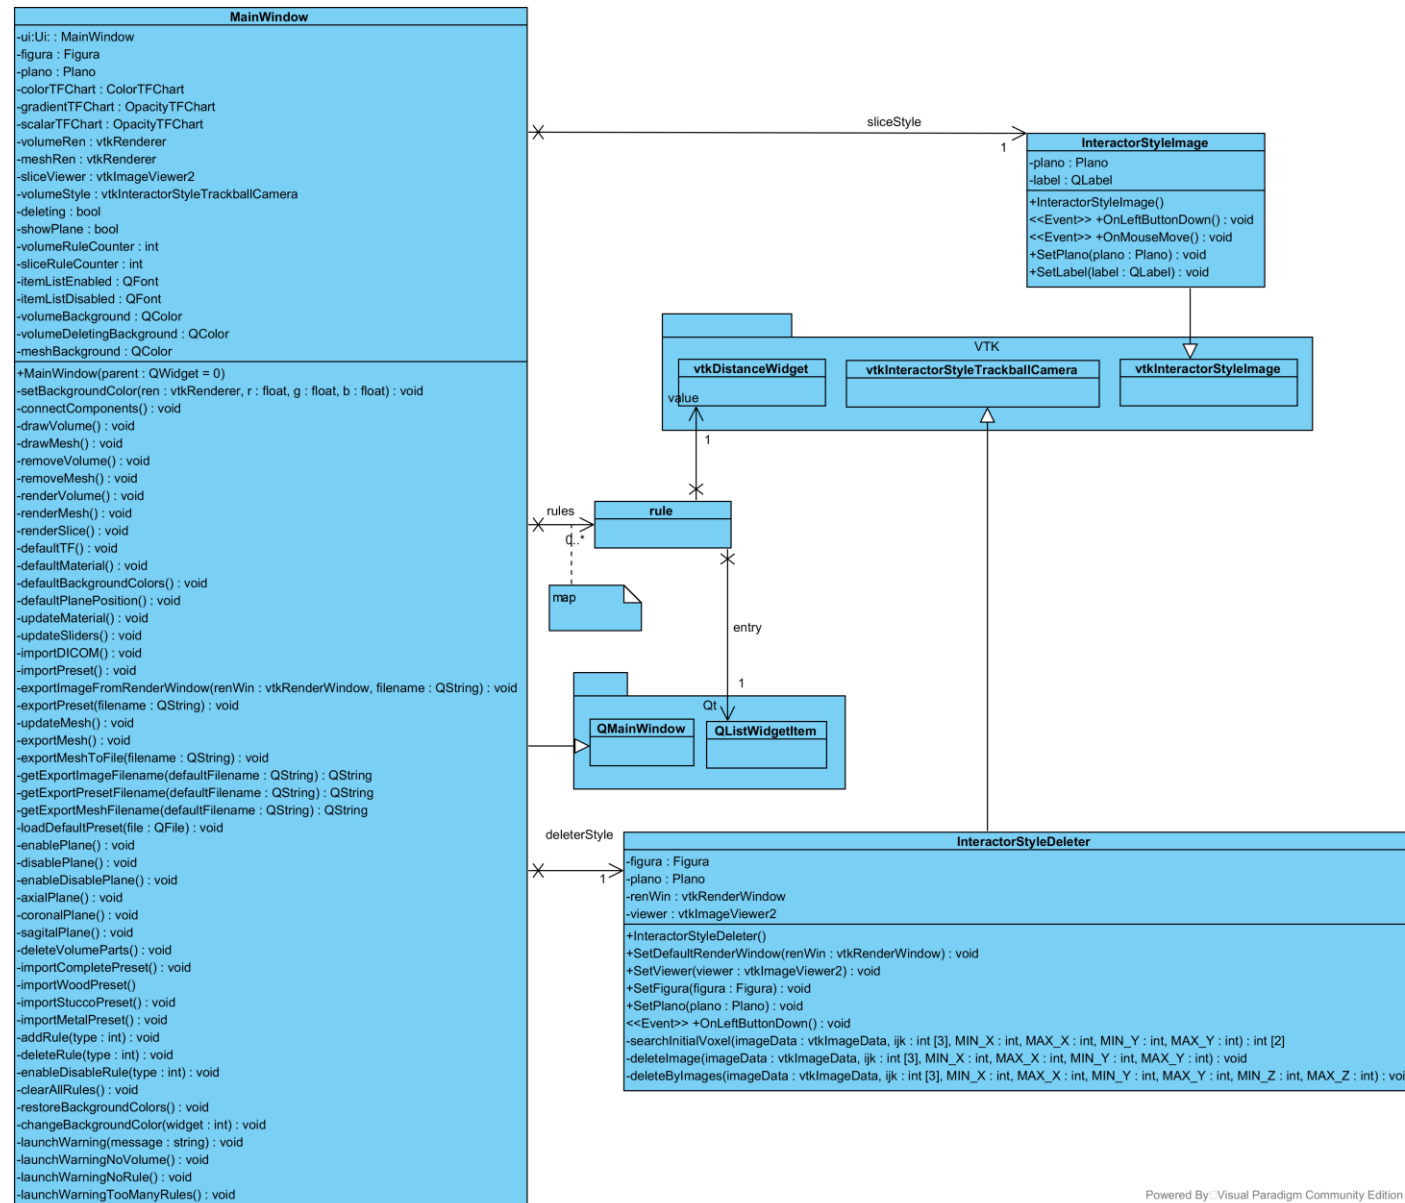 MainWindow
-ui:Ui: : MainWindow
-figura : Figura
-plano : Plano
-colorTFChart : ColorTFChart
-gradientTFChart : OpacityTFChart
-scalarTFChart : OpacityTFChart
-volumeRen : vtkRenderer
-meshRen : vtkRenderer
-sliceViewer : vtkImageViewer2
-volumeStyle : vtkInteractorStyleTrackballCamera
-deleting : bool
-showPlane : bool
-volumeRuleCounter : int
-sliceRuleCounter : int
-itemListEnabled : QFont
-itemListDisabled : QFont
-volumeBackground : QColor
-volumeDeletingBackground : QColor
-meshBackground : QColor
+MainWindow(parent : QWidget = 0)
-setBackgroundColor(ren : vtkRenderer, r : float, g : float, b : float) : void
-connectComponents() : void
-drawVolume() : void
-drawMesh() : void
-removeVolume() : void
-removeMesh() : void
-renderVolume() : void
-renderMesh() : void
-renderSlice() : void
-defaultTF() : void
-defaultMaterial() : void
-defaultBackgroundColors() : void
-defaultPlanePosition() : void
-updateMaterial() : void
-updateSliders() : void
-importDICOM() : void
-importPreset() : void
-exportImageFromRenderWindow(renWin : vtkRenderWindow, filename : QString) : void
-exportPreset(filename : QString) : void
-updateMesh() : void
-exportMesh() : void
-exportMeshToFile(filename : QString) : void
-getExportImageFilename(defaultFilename : QString) : QString
-getExportPresetFilename(defaultFilename : QString) : QString
-getExportMeshFilename(defaultFilename : QString) : QString
-loadDefaultPreset(file : QFile) : void
-enablePlane() : void
-disablePlane() : void
-enableDisablePlane() : void
-axialPlane() : void
-coronalPlane() : void
-sagitalPlane() : void
-deleteVolumeParts() : void
-importCompletePreset() : void
-importWoodPreset()
-importStuccoPreset() : void
-importMetalPreset() : void
-addRule(type : int) : void
-deleteRule(type : int) : void
-enableDisableRule(type : int) : void
-clearAllRules() : void
-restoreBackgroundColors() : void
-changeBackgroundColor(widget : int) : void
-launchWarning(message : string) : void
-launchWarningNoVolume() : void
-launchWarningNoRule() : void
-launchWarningTooManyRules() : void
sliceStyle
1
InteractorStyleImage
-plano : Plano
-label : QLabel
+InteractorStyleImage()
<<Event>> +OnLeftButtonDown() : void
<<Event>> +OnMouseMove() : void
+SetPlano(plano : Plano) : void
+SetLabel(label : QLabel) : void
VTK
vtkDistanceWidget
vtkInteractorStyleTrackballCamera
vtkInteractorStyleImage
value
1
rules
0..*
rule
map
entry
1
Qt
QMainWindow
QListWidgetItem
deleterStyle
1
InteractorStyleDeleter
-figura : Figura
-plano : Plano
-renWin : vtkRenderWindow
-viewer : vtkImageViewer2
+InteractorStyleDeleter()
+SetDefaultRenderWindow(renWin : vtkRenderWindow) : void
+SetViewer(viewer : vtkImageViewer2) : void
+SetFigura(figura : Figura) : void
+SetPlano(plano : Plano) : void
<<Event>> +OnLeftButtonDown() : void
-searchInitialVoxel(imageData : vtkImageData, ijk : int [3], MIN_X : int, MAX_X : int, MIN_Y : int, MAX_Y : int) : int [2]
-deleteImage(imageData : vtkImageData, ijk : int [3], MIN_X : int, MAX_X : int, MIN_Y : int, MAX_Y : int) : void
-deleteByImages(imageData : vtkImageData, ijk : int [3], MIN_X : int, MAX_X : int, MIN_Y : int, MAX_Y : int, MIN_Z : int, MAX_Z : int) : voi
Powered By Visual Paradigm Community Edition